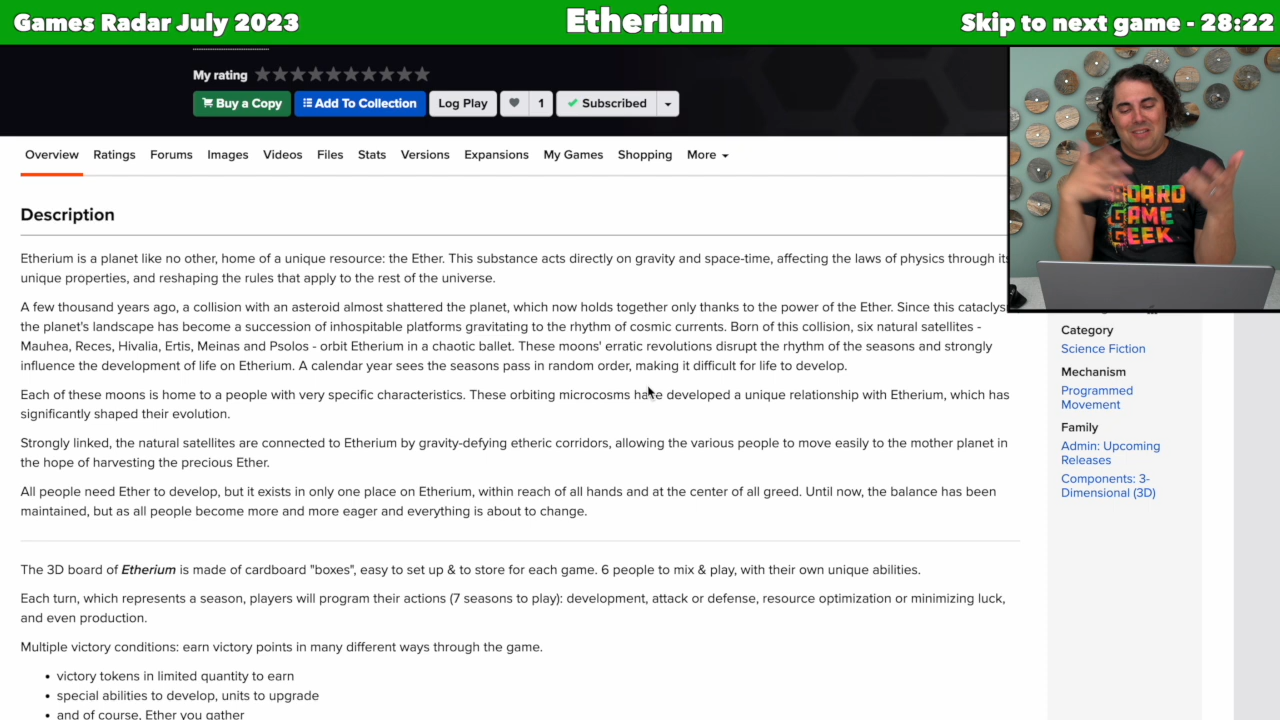 Games Radar July 2023
Etherium
Skip to next game - 28:22
My rating
Buy a Copy
Add To Collection
Log Play
1
Subscribed
Overview
Ratings
Forums
Images
Videos
Files
Stats
Versions
Expansions
My Games
Shopping
More
BOARD
GAME
GEEK
Description
Etherium is a planet like no other, home of a unique resource: the Ether. This substance acts directly on gravity and space-time, affecting the laws of physics through its
unique properties, and reshaping the rules that apply to the rest of the universe.
A few thousand years ago, a collision with an asteroid almost shattered the planet, which now holds together only thanks to the power of the Ether. Since this cataclys
the planet's landscape has become a succession of inhospitable platforms gravitating to the rhythm of cosmic currents. Born of this collision, six natural satellites -
Mauhea, Reces, Hivalia, Ertis, Meinas and Psolos - orbit Etherium in a chaotic ballet. These moons' erratic revolutions disrupt the rhythm of the seasons and strongly
influence the development of life on Etherium. A calendar year sees the seasons pass in random order, making it difficult for life to develop.
Each of these moons is home to a people with very specific characteristics. These orbiting microcosms have developed a unique relationship with Etherium, which has
significantly shaped their evolution.
Strongly linked, the natural satellites are connected to Etherium by gravity-defying etheric corridors, allowing the various people to move easily to the mother planet in
the hope of harvesting the precious Ether.
All people need Ether to develop, but it exists in only one place on Etherium, within reach of all hands and at the center of all greed. Until now, the balance has been
maintained, but as all people become more and more eager and everything is about to change.
The 3D board of Etherium is made of cardboard "boxes", easy to set up & to store for each game. 6 people to mix & play, with their own unique abilities.
Each turn, which represents a season, players will program their actions (7 seasons to play): development, attack or defense, resource optimization or minimizing luck,
and even production.
Multiple victory conditions: earn victory points in many different ways through the game.
• victory tokens in limited quantity to earn
• special abilities to develop, units to upgrade
• and of course, Ether you gather
Category
Science Fiction
Mechanism
Programmed
Movement
Family
Admin: Upcoming
Releases
Components: 3-
Dimensional (3D)